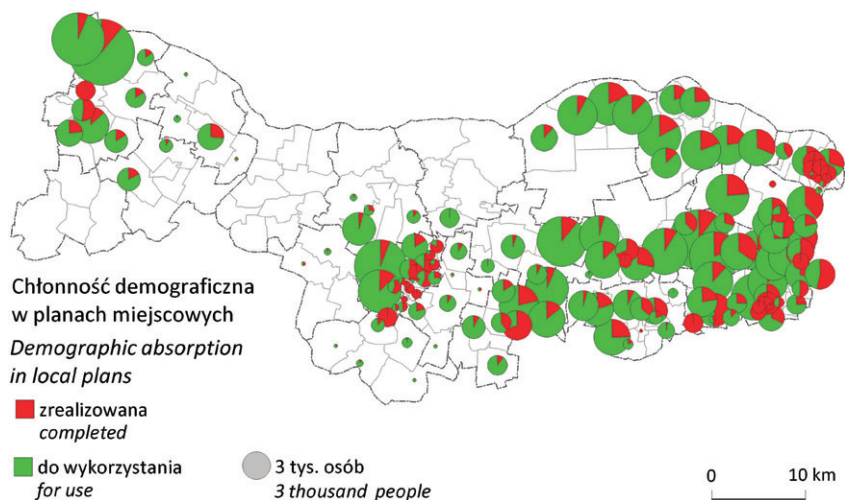 Chłonność demograficzna
w planach miejscowych
Demographic absorption
in local plans
zrealizowana
completed
do wykorzystania
for use
3 tys. osób
3 thousand people
0 10 km